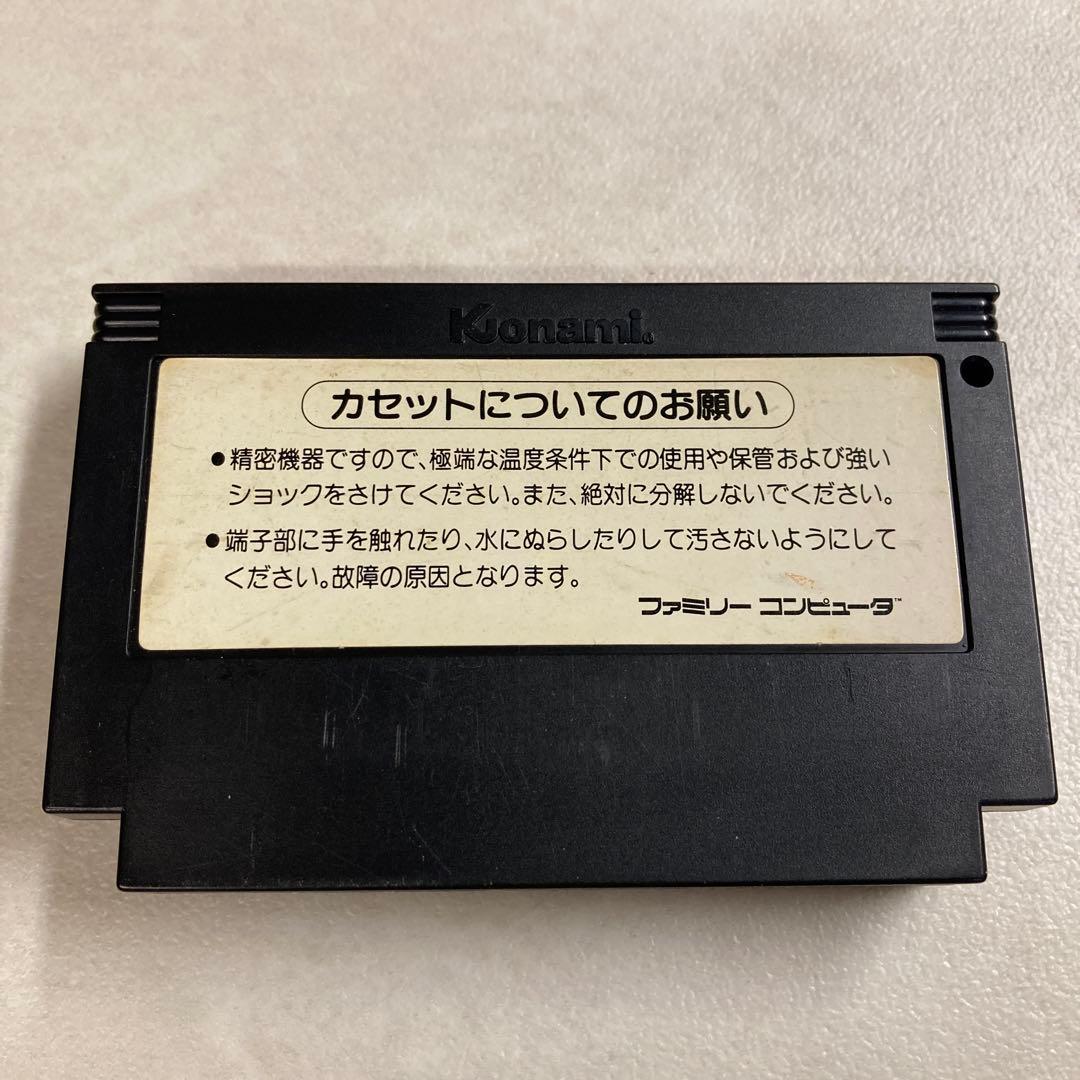 Konami®
カセットについてのお願い
●精密機器ですので、極端な温度条件下での使用や保管および強い
ショックをさけてください。また、絶対に分解しないでください。
●端子部に手を触れたり、水にぬらしたりして汚さないようにして
ください。故障の原因となります。
ファミリー コンピュータ™